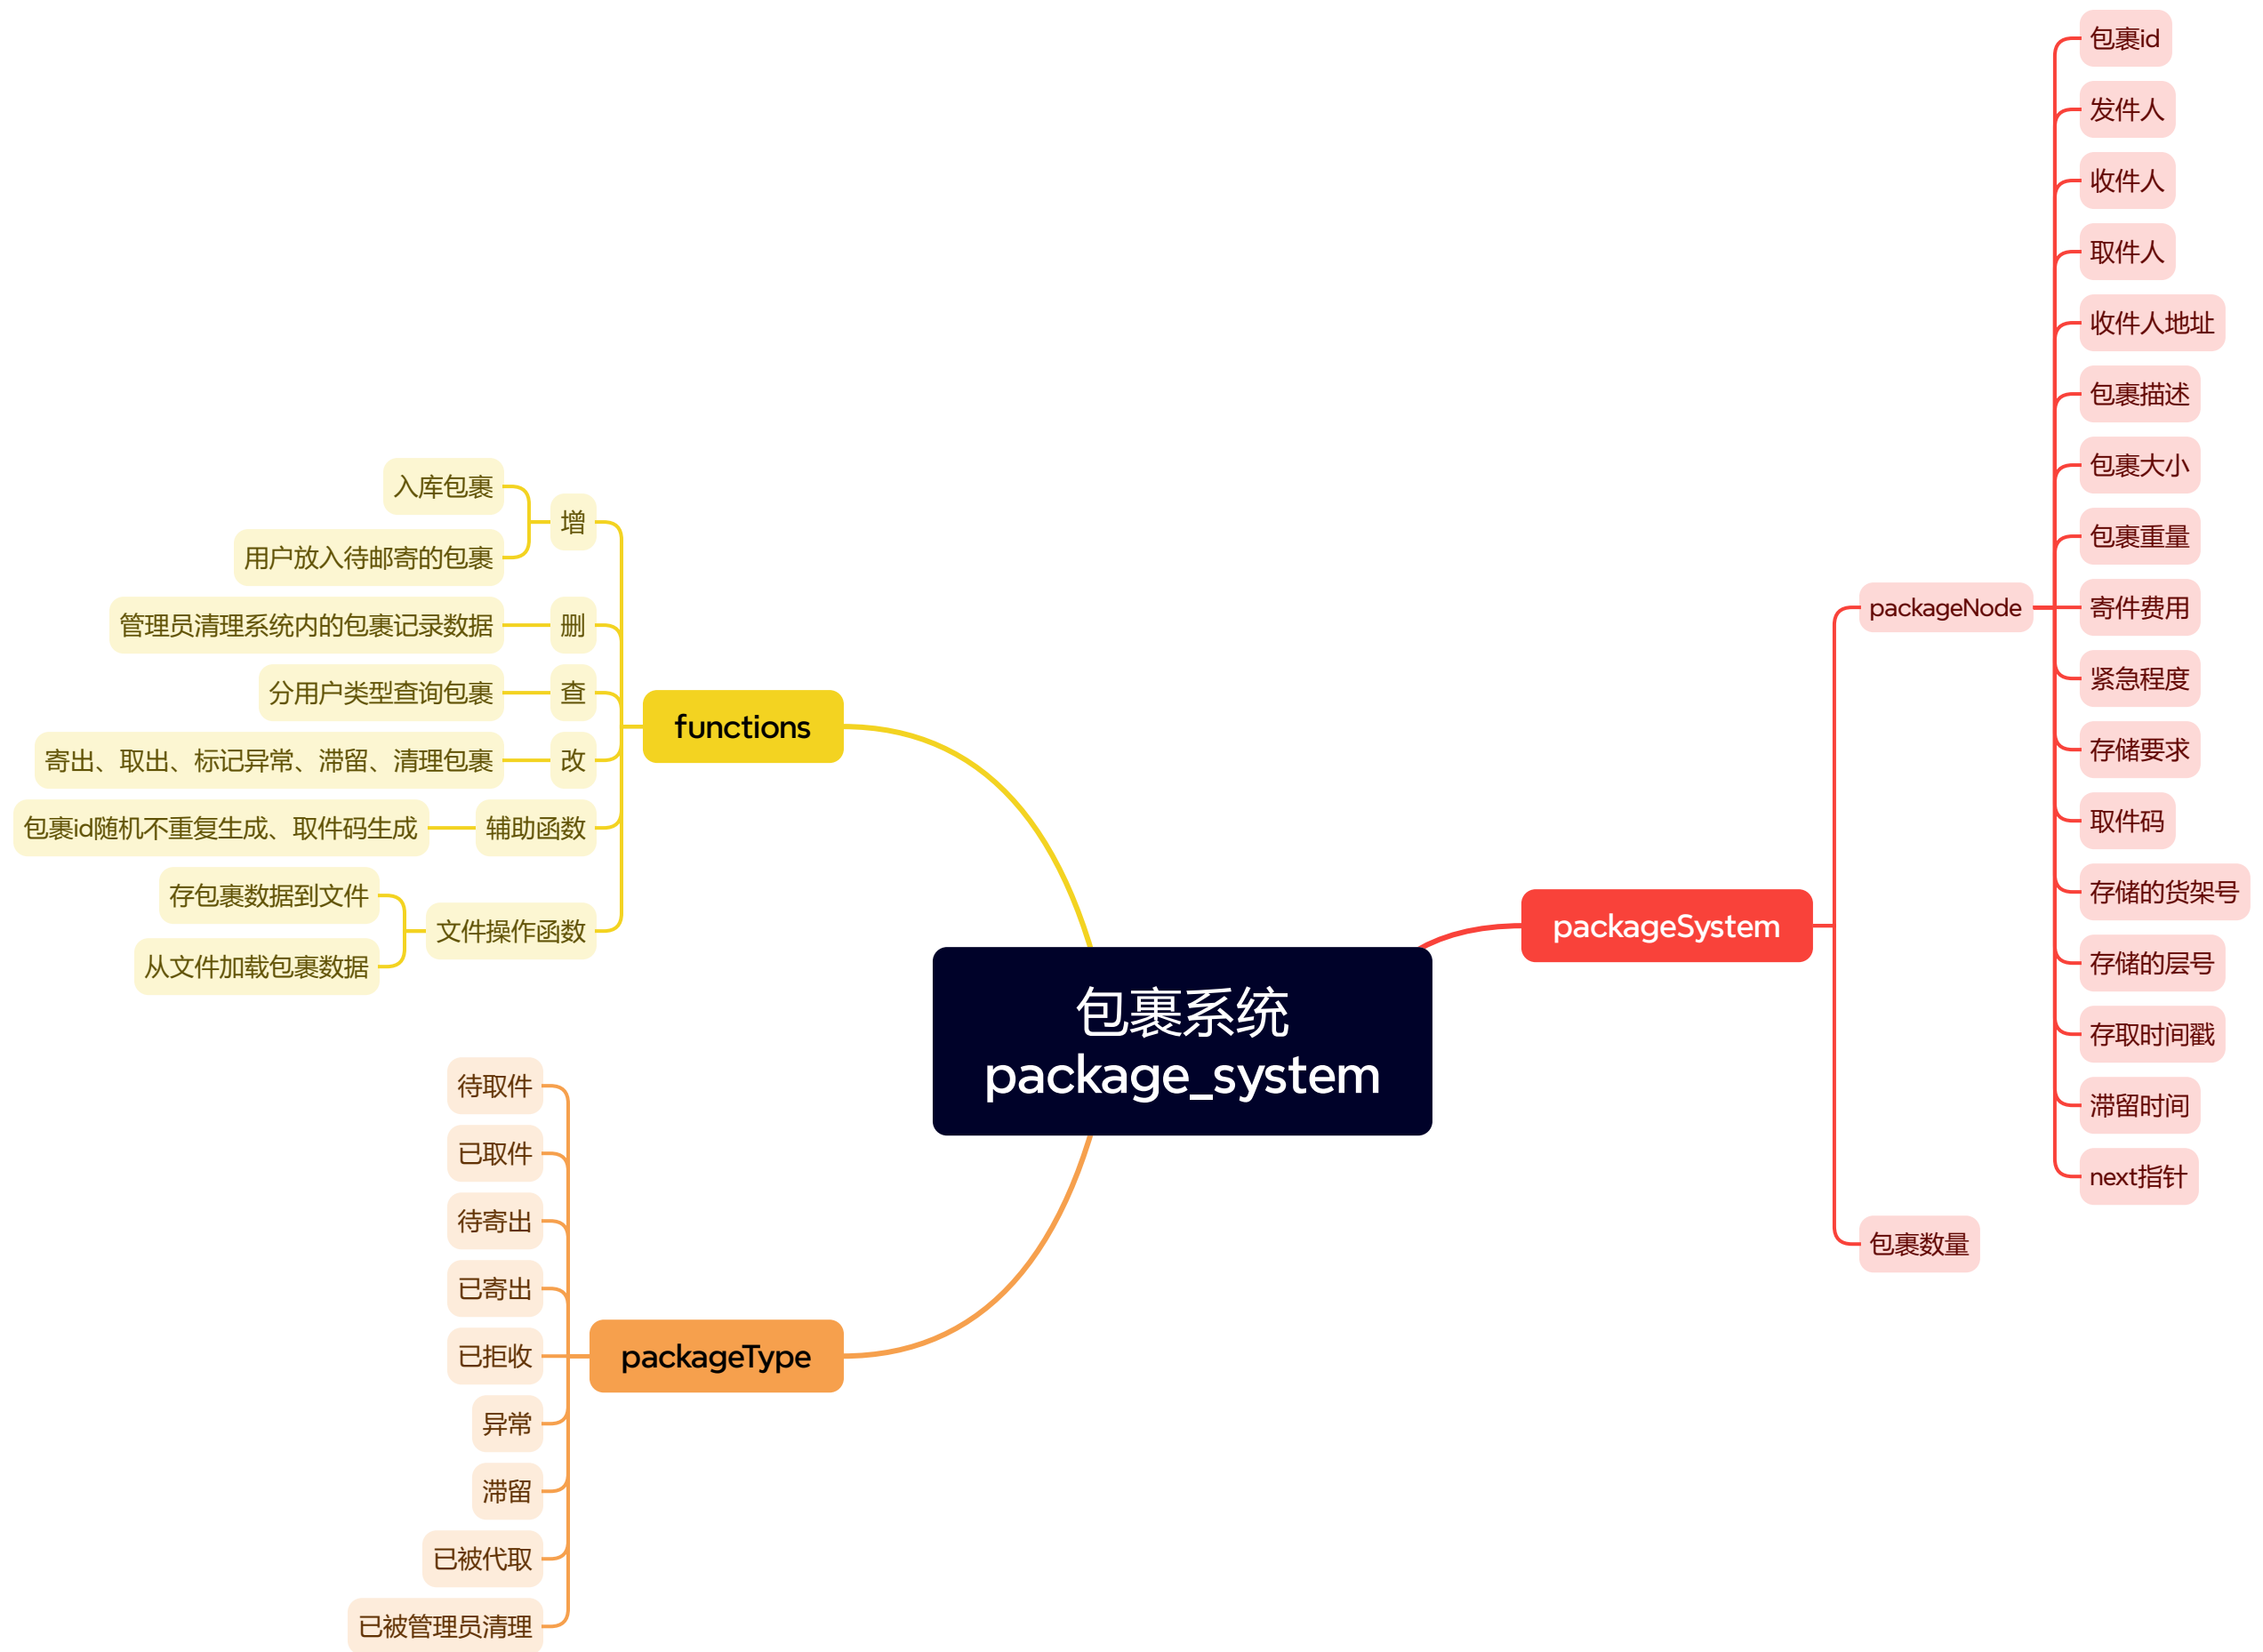 包裹系统
package_system
packageSystem
packageNode
包裹id
发件人
收件人
取件人
收件人地址
包裹描述
包裹大小
包裹重量
寄件费用
紧急程度
存储要求
取件码
存储的货架号
存储的层号
存取时间戳
滞留时间
next指针
包裹数量
functions
增
入库包裹
用户放入待邮寄的包裹
删
管理员清理系统内的包裹记录数据
查
分用户类型查询包裹
改
寄出、取出、标记异常、滞留、清理包裹
辅助函数
包裹id随机不重复生成、取件码生成
文件操作函数
存包裹数据到文件
从文件加载包裹数据
packageType
待取件
已取件
待寄出
已寄出
已拒收
异常
滞留
已被代取
已被管理员清理